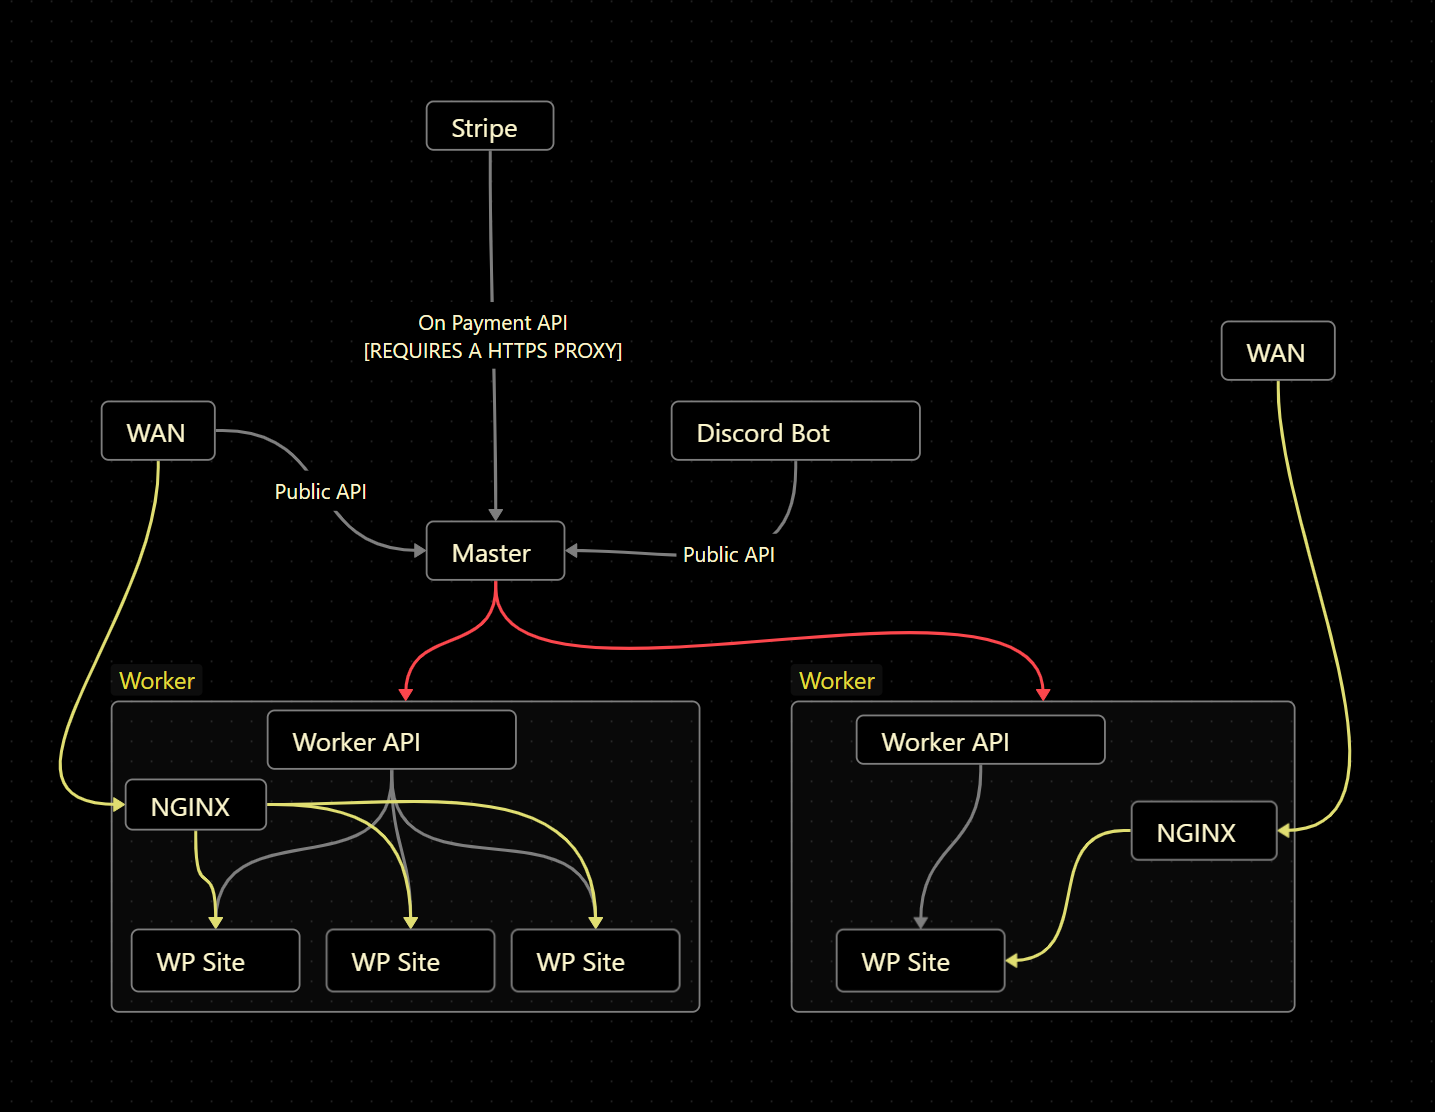 Stripe
On Payment API
[REQUIRES A HTTPS PROXY]
WAN
WAN
Discord Bot
Public API
Master
Public API
Worker
Worker
Worker API
Worker API
NGINX
NGINX
WP Site
WP Site
WP Site
WP Site